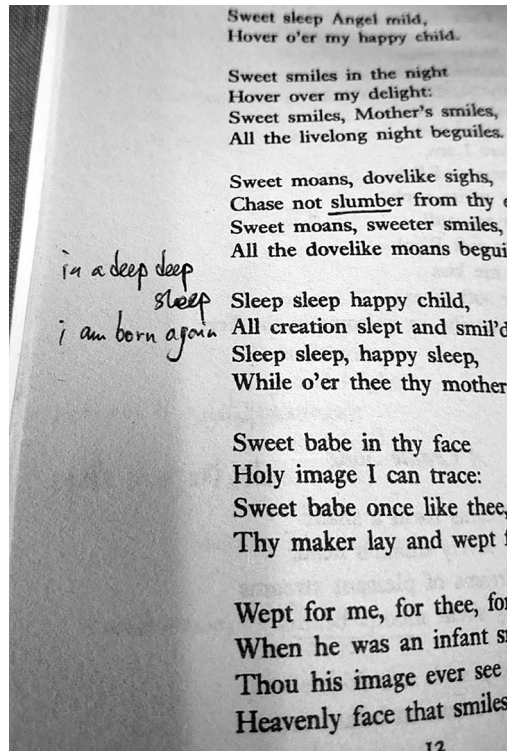 Sweet sleep Angel mild,
Hover o'er my happy child.
Sweet smiles in the night
Hover over my delight:
Sweet smiles, Mother's smiles,
All the livelong night beguiles.
Sweet moans, dovelike sighs,
Chase not slumber from thy
Sweet moans, sweeter smiles,
All the dovelike moans
in a deep deep
sleep
i am born again
Sleep sleep happy child,
All creation slept and smil'd
Sleep sleep, happy sleep,
While o'er thee thy mother
Sweet babe in thy face
Holy image I can trace:
Sweet babe once like thee,
Thy maker lay and wept
Wept for me, for thee, for
When he was an infant
Thou his image ever see
Heavenly face that smiles
12